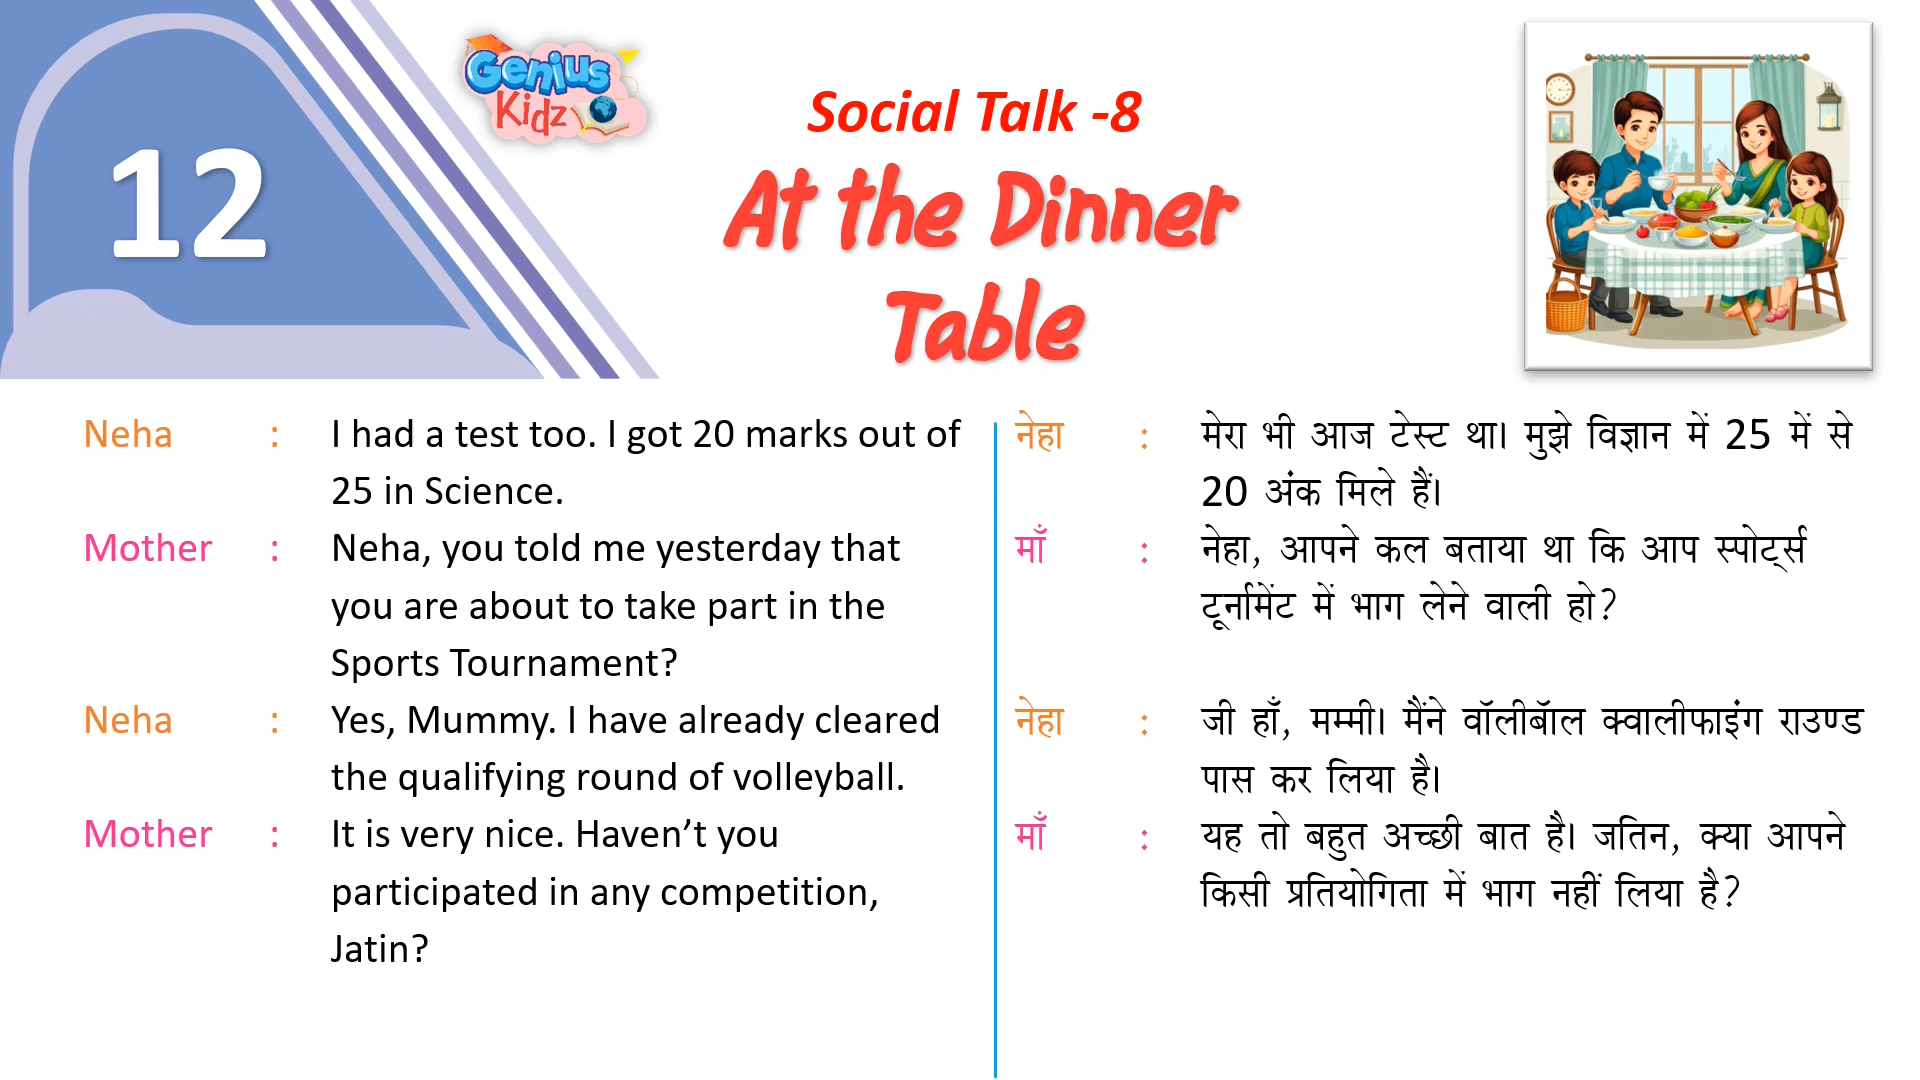 12
Genius
Kidz
Social Talk -8
At the Dinner
Table
Neha : I had a test too. I got 20 marks out of
25 in Science.
Mother : Neha, you told me yesterday that
you are about to take part in the
Sports Tournament?
Neha : Yes, Mummy. I have already cleared
the qualifying round of volleyball.
Mother : It is very nice. Haven’t you
participated in any competition,
Jatin?
नेहा : मेरा भी आज टेस्ट था। मुझे विज्ञान में 25 में से
20 अंक मिले हैं।
माँ : नेहा, आपने कल बताया था कि आप स्पोर्ट्स
टूर्नामेंट में भाग लेने वाली हो?
नेहा : जी हाँ, मम्मी। मैंने वॉलीबॉल क्वालीफाइंग राउण्ड
पास कर लिया है।
माँ : यह तो बहुत अच्छी बात है। जतिन, क्या आपने
किसी प्रतियोगिता में भाग नहीं लिया है?